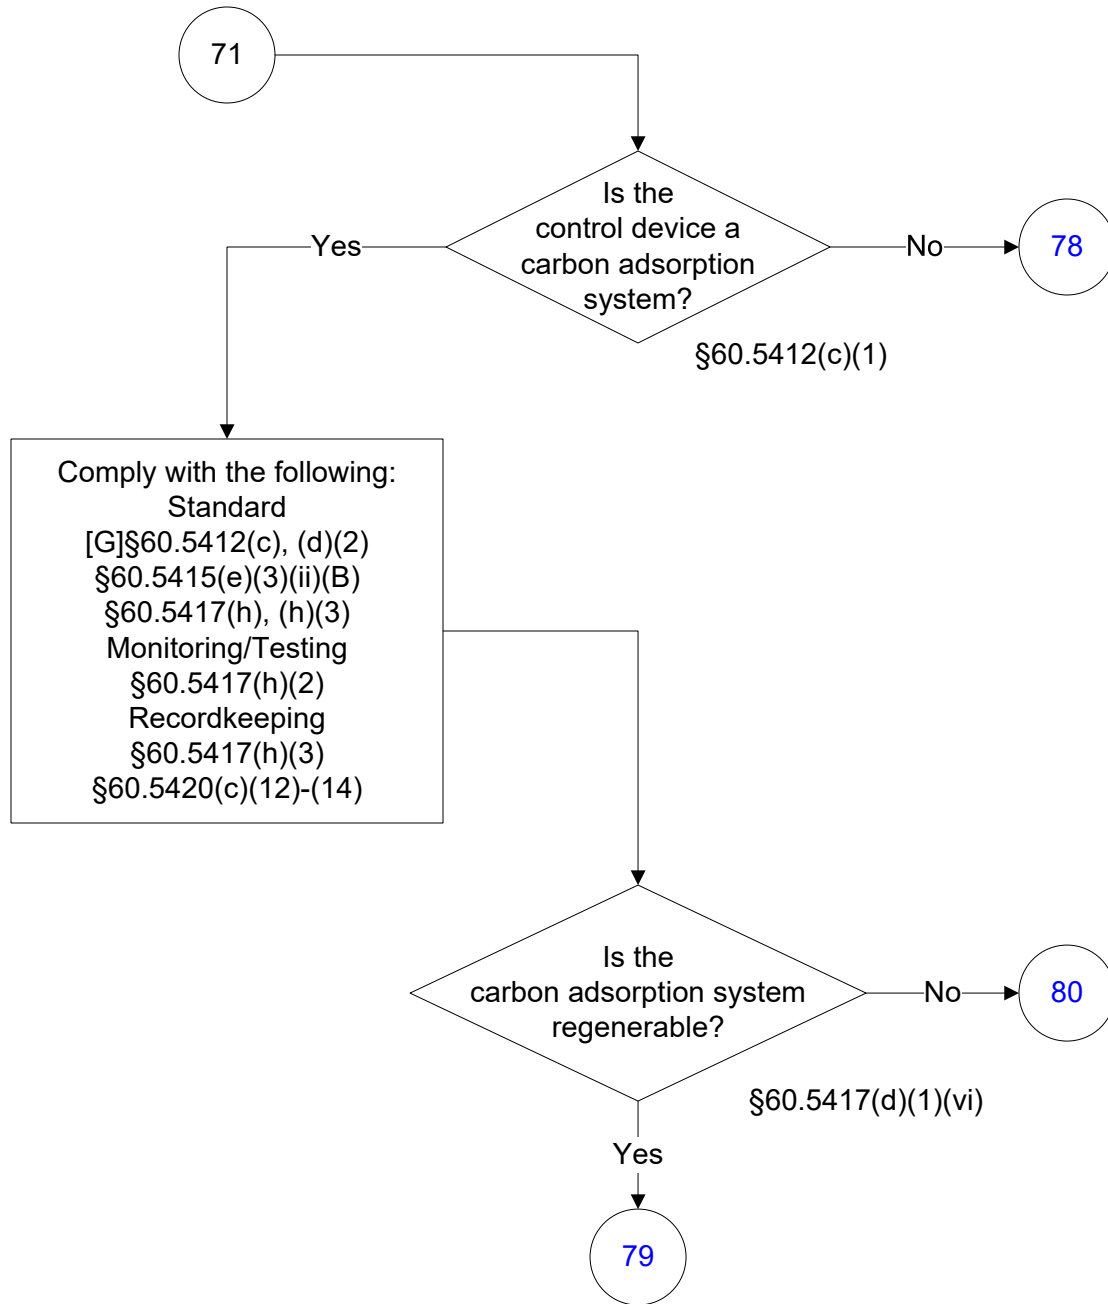 71
Is the
control device a
carbon adsorption
system?
Yes
No
78
§60.5412(c)(1)
Comply with the following:
Standard
[G]§60.5412(c), (d)(2)
§60.5415(e)(3)(ii)(B)
§60.5417(h), (h)(3)
Monitoring/Testing
§60.5417(h)(2)
Recordkeeping
§60.5417(h)(3)
§60.5420(c)(12)-(14)
Is the
carbon adsorption system
regenerable?
No
80
§60.5417(d)(1)(vi)
Yes
79